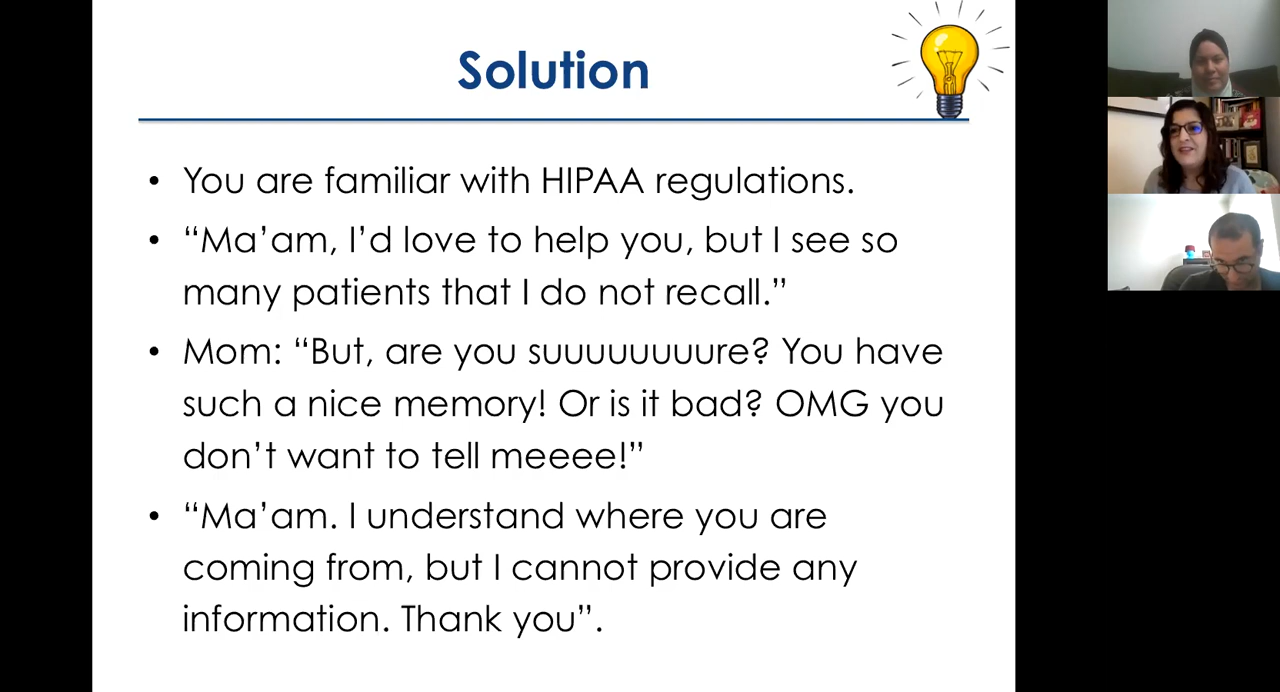 Solution
• You are familiar with HIPAA regulations.
• “Ma’am, I’d love to help you, but I see so
many patients that I do not recall.”
• Mom: “But, are you suuuuuuuure? You have
such a nice memory! Or is it bad? OMG you
don’t want to tell meeee!”
• “Ma’am. I understand where you are
coming from, but I cannot provide any
information. Thank you”.